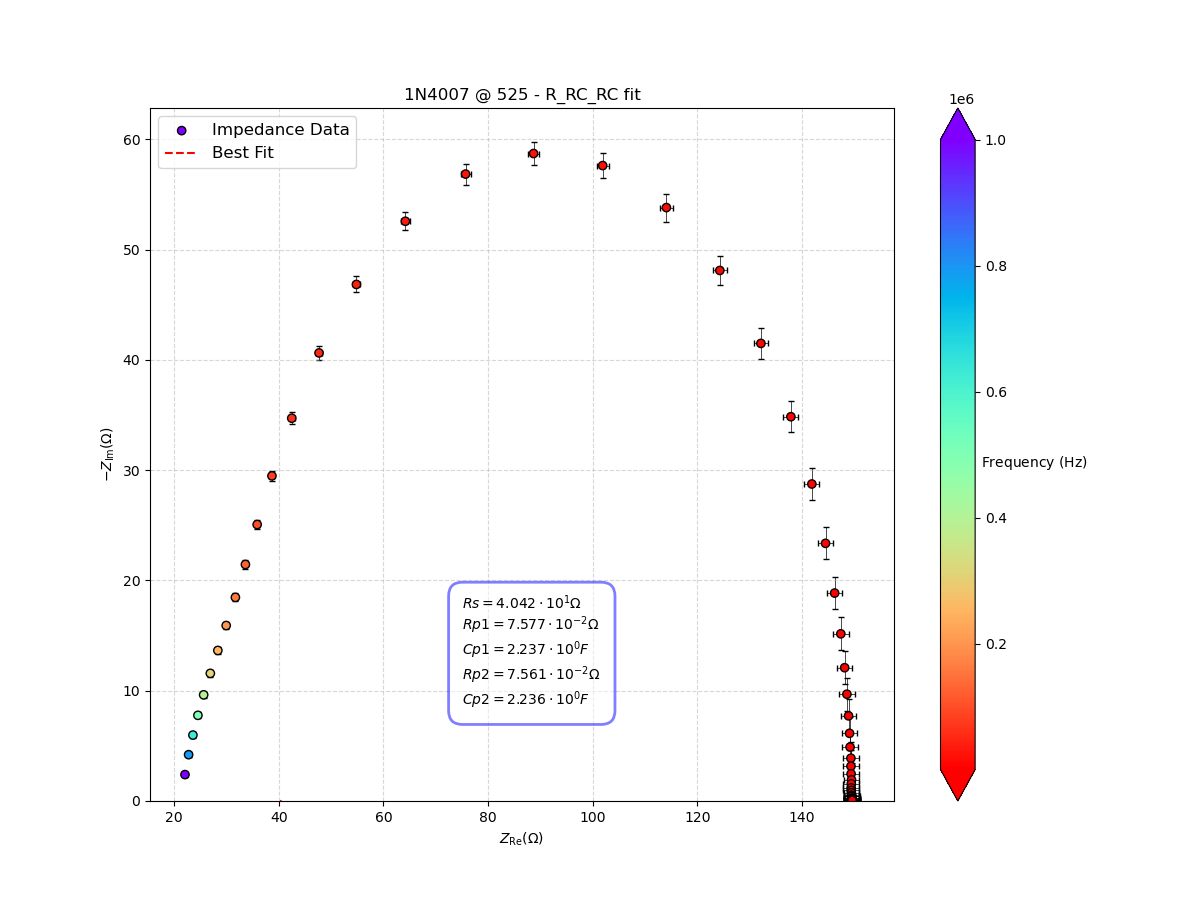 1N4007 @ 525 - R_RC_RC fit
1e6
Impedance Data
Best Fit
60
50
40
30
20
10
0
−Z_Im(Ω)
Rs = 4.042 · 10^1Ω
Rp1 = 7.577 · 10^−2Ω
Cp1 = 2.237 · 10^0F
Rp2 = 7.561 · 10^−2Ω
Cp2 = 2.236 · 10^0F
20 40 60 80 100 120 140
Z_Re(Ω)
1.0
0.8
0.6
0.4
0.2
Frequency (Hz)